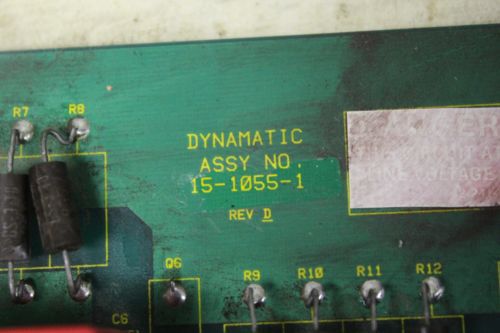 R7
R8
DYNAMATIC
ASSY NO.
15-1055-1
REV D
Q6
R9
R10
R11
R12
C6